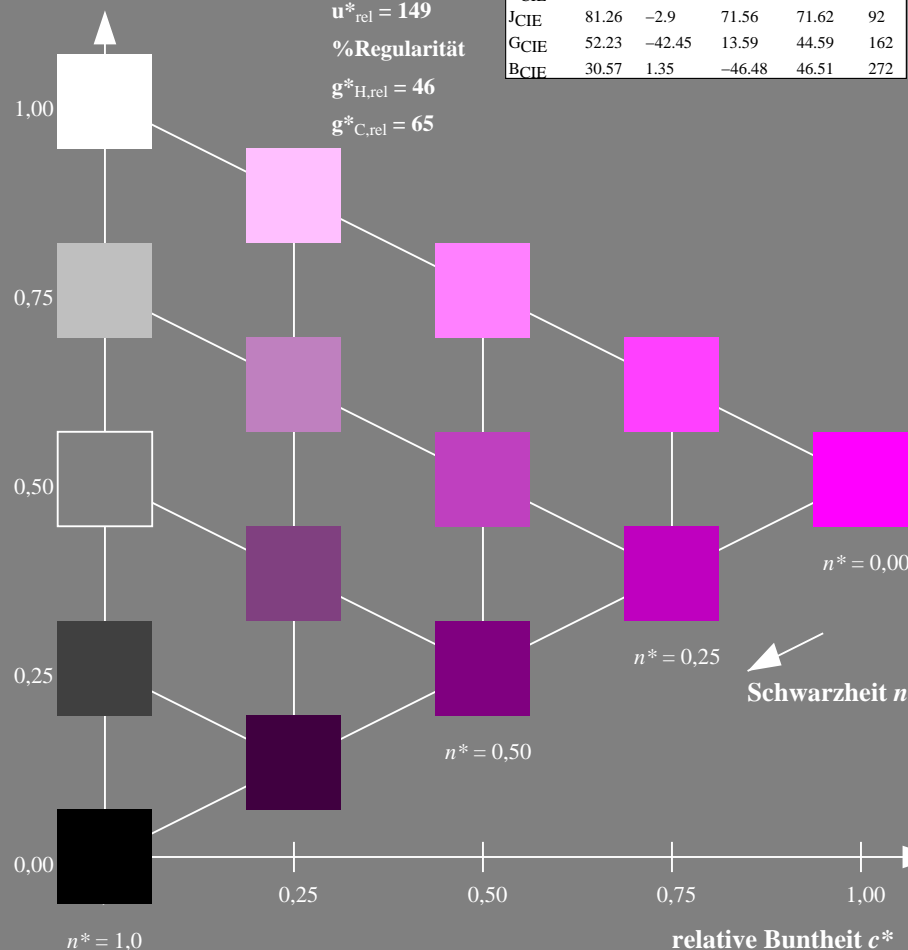 u*rel = 149
%Regularität
g*H,rel = 46
g*C,rel = 65
CIE
JCIE 81.26 −2.9 71.56 71.62 92
GCIE 52.23 −42.45 13.59 44.59 162
BCIE 30.57 1.35 −46.48 46.51 272
1,00
0,75
0,50
n* = 0,00
n* = 0,25
0,25
Schwarzheit n
n* = 0,50
0,00
0,25 0,50 0,75 1,00
n* = 1,0
relative Buntheit c*